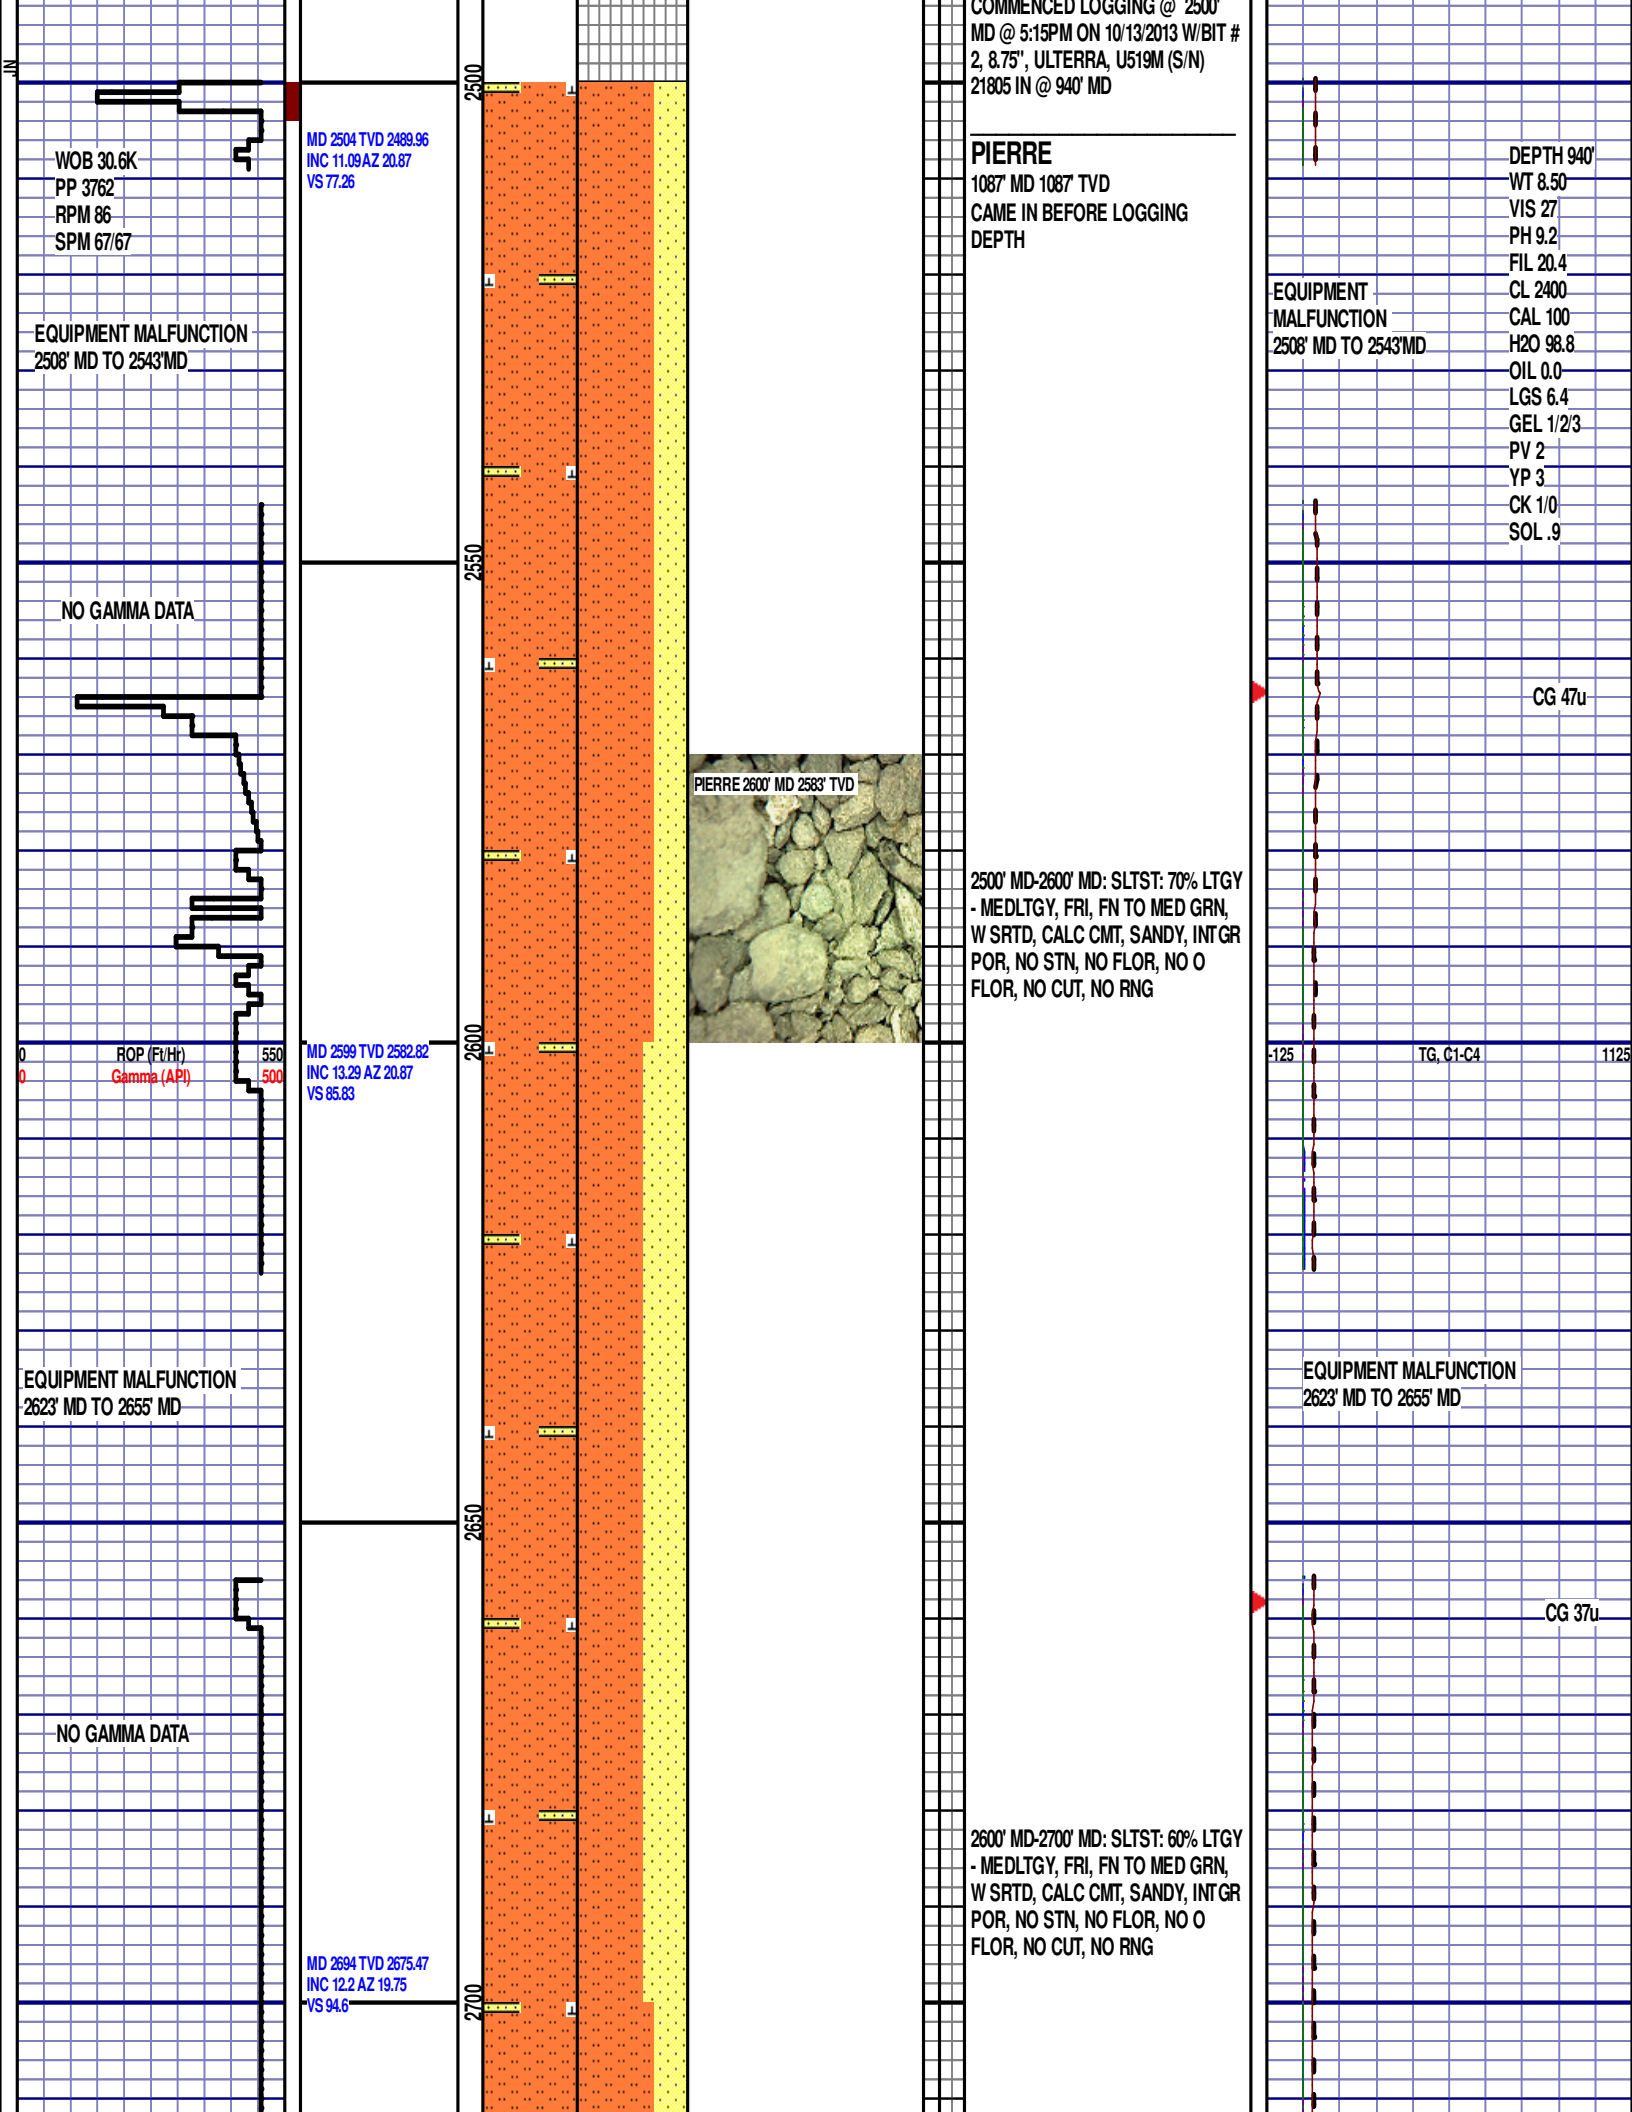 COMMENCED LOGGING @ 2500'
MD @ 5:15PM ON 10/13/2013 W/BIT #
2, 8.75", ULTERRA, U519M (S/N)
21805 IN @ 940' MD
PIERRE
1087' MD 1087' TVD
CAME IN BEFORE LOGGING
DEPTH
2500
MD 2504 TVD 2489.96
INC 11.09 AZ 20.87
VS 77.26
WOB 30.6K
PP 3762
RPM 86
SPM 67/67
DEPTH 940'
WT 8.50
VIS 27
PH 9.2
FIL 20.4
CL 2400
CAL 100
H2O 98.8
OIL 0.0
LGS 6.4
GEL 1/2/3
PV 2
YP 3
CK 1/0
SOL .9
EQUIPMENT MALFUNCTION
2508' MD TO 2543'MD
EQUIPMENT
MALFUNCTION
2508' MD TO 2543'MD
2550
NO GAMMA DATA
CG 47u
PIERRE 2600' MD 2583' TVD
2500' MD-2600' MD: SLTST: 70% LTGY
- MEDLTGY, FRI, FN TO MED GRN,
W SRTD, CALC CMT, SANDY, INTGR
POR, NO STN, NO FLOR, NO O
FLOR, NO CUT, NO RNG
0 ROP (Ft/Hr) 550
0 Gamma (API) 500
MD 2599 TVD 2582.82
INC 13.29 AZ 20.87
VS 85.83
2600
-125 TG, C1-C4 1125
EQUIPMENT MALFUNCTION
2623' MD TO 2655' MD
EQUIPMENT MALFUNCTION
2623' MD TO 2655' MD
2650
CG 37u
NO GAMMA DATA
2600' MD-2700' MD: SLTST: 60% LTGY
- MEDLTGY, FRI, FN TO MED GRN,
W SRTD, CALC CMT, SANDY, INTGR
POR, NO STN, NO FLOR, NO O
FLOR, NO CUT, NO RNG
MD 2694 TVD 2675.47
INC 12.2 AZ 19.75
VS 94.6
2700